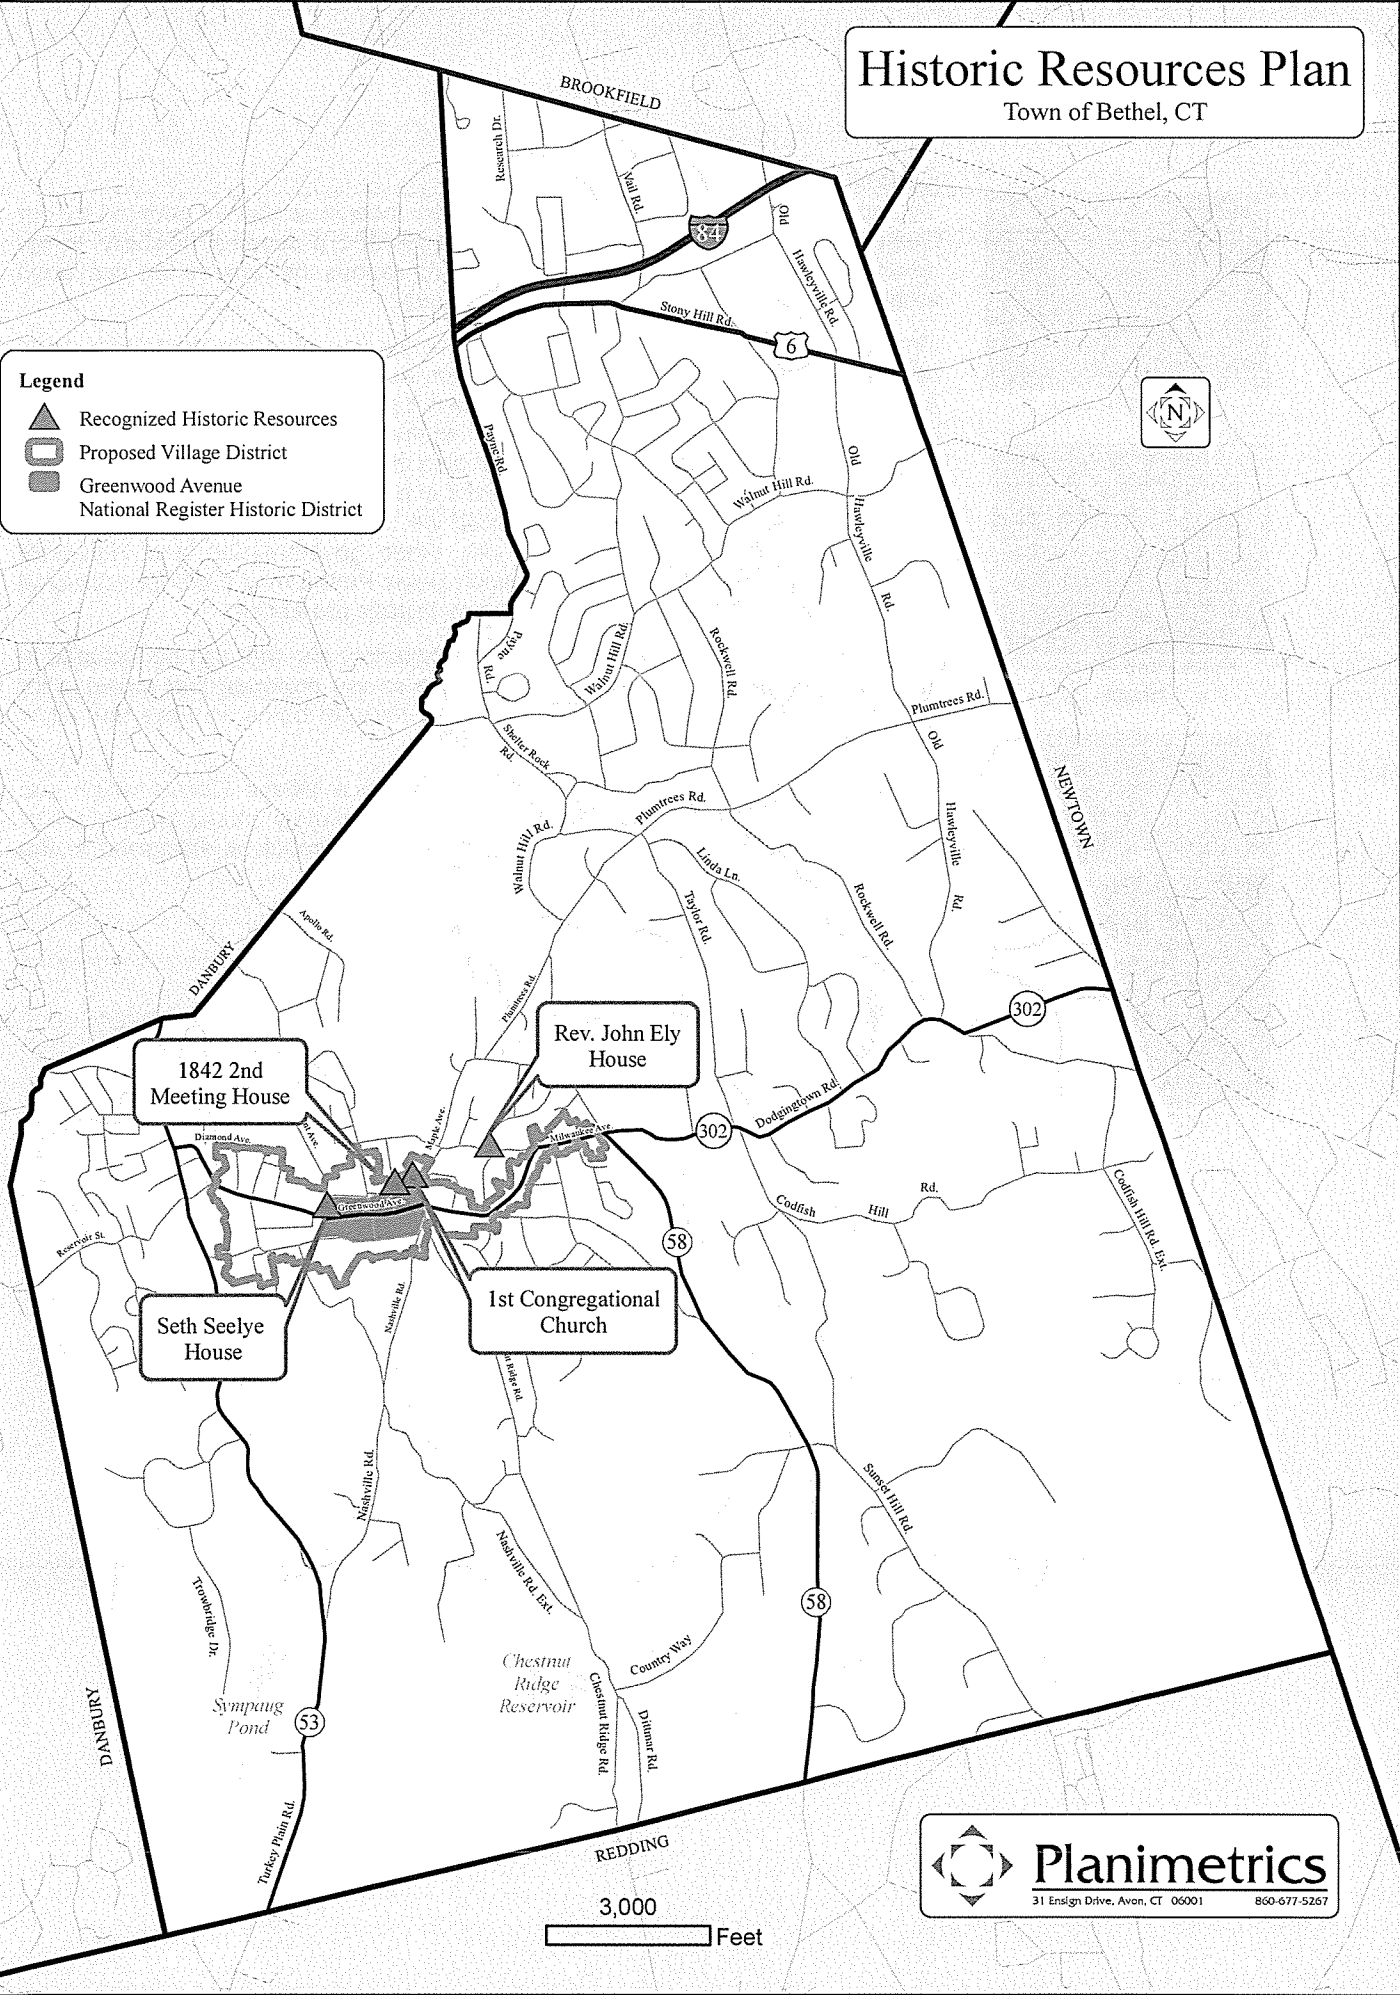 Historic Resources Plan
Town of Bethel, CT
BROOKFIELD
Research Dr.
Vail Rd.
84
Old
Hawleyville Rd.
Stony Hill Rd.
6
N
Legend
Recognized Historic Resources
Proposed Village District
Greenwood Avenue
National Register Historic District
Payne Rd.
Old
Walnut Hill Rd.
Hawleyville
Rd.
Payne
Rd.
Walnut Hill Rd.
Rockwell Rd.
Plumtrees Rd.
Old
Shelter Rock
Rd.
NEWTOWN
Plumtrees Rd.
Walnut Hill Rd.
Hawleyville
Rd.
Linda Ln.
Taylor Rd.
Rockwell Rd.
Apollo Rd.
DANBURY
Plumtrees Rd.
302
Rev. John Ely
House
1842 2nd
Meeting House
Maple Ave.
Dodgingtown Rd.
302
Milwaukee Ave.
Diamond Ave.
nt Ave.
Greenwood Ave.
Codfish
Hill
Rd.
Codfish Hill Rd. Ext.
Reservoir St.
58
1st Congregational
Church
Seth Seelye
House
Nashville Rd.
t Ridge Rd.
Nashville Rd.
Sunset Hill Rd.
Nashville Rd. Ext.
Trowbridge Dr.
58
Country Way
Chestnut
Ridge
Reservoir
Sympaug
Pond
53
Chestnut Ridge Rd.
Dittmar Rd.
DANBURY
Turkey Plain Rd.
REDDING
3,000
Feet
Planimetrics
31 Ensign Drive, Avon, CT 06001 860-677-5267